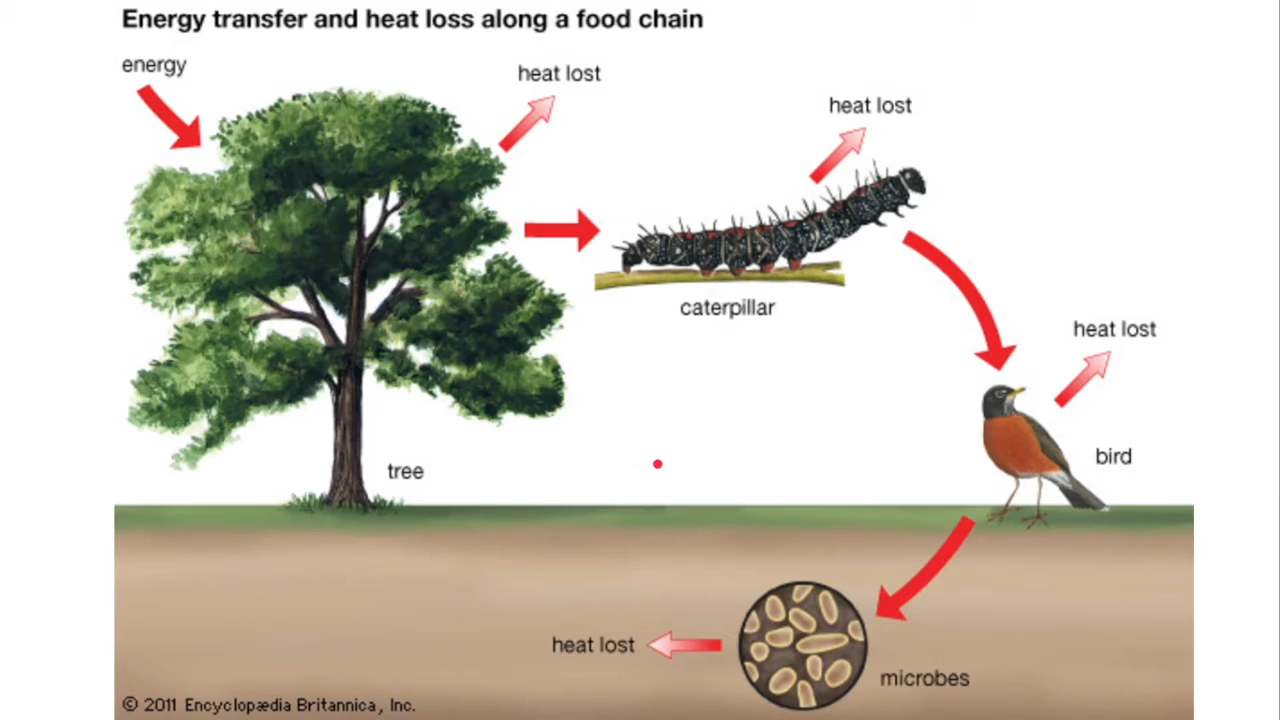 Energy transfer and heat loss along a food chain
energy
heat lost
heat lost
caterpillar
heat lost
bird
tree
heat lost
microbes
© 2011 Encyclopædia Britannica, Inc.